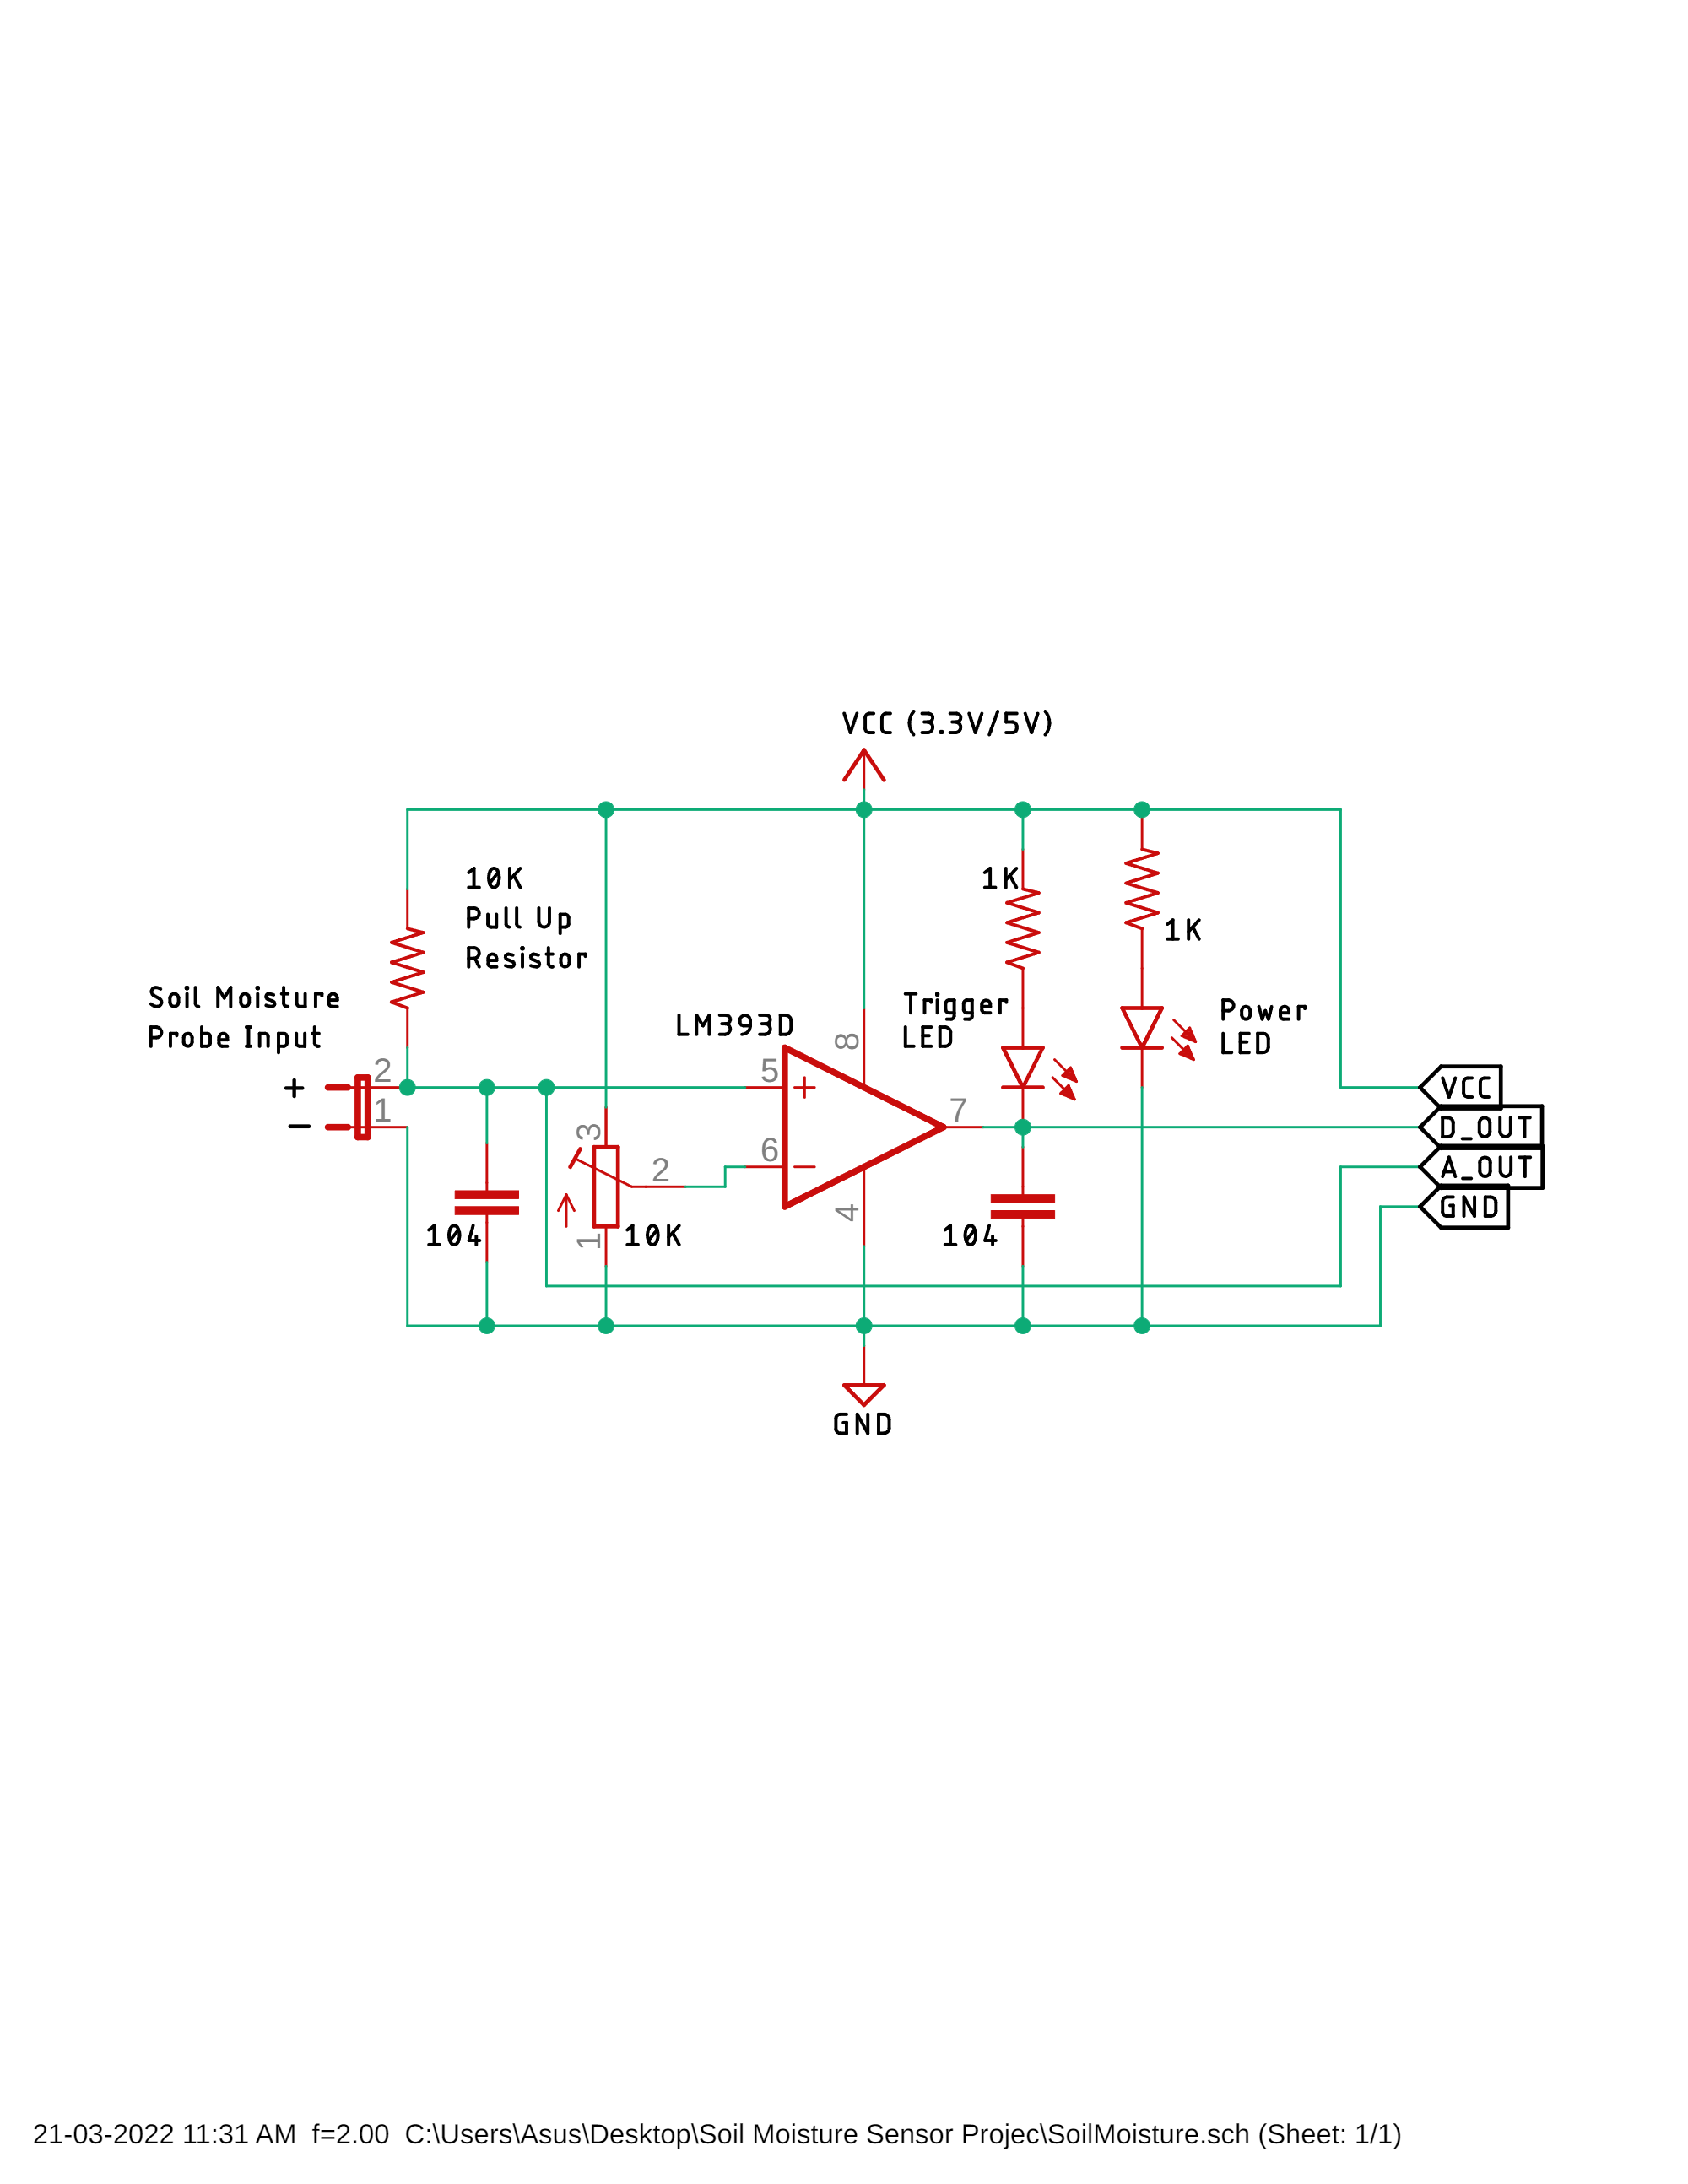 VCC (3.3V/5V)
10K
Pull Up
Resistor
1K
1K
Soil Moisture
Probe Input
LM393D
Trigger
LED
Power
LED
+
2
−
1
5
+
6
−
8
4
7
3
2
1
104
10K
104
VCC
D_OUT
A_OUT
GND
GND
21-03-2022 11:31 AM  f=2.00  C:\Users\Asus\Desktop\Soil Moisture Sensor Projec\SoilMoisture.sch (Sheet: 1/1)